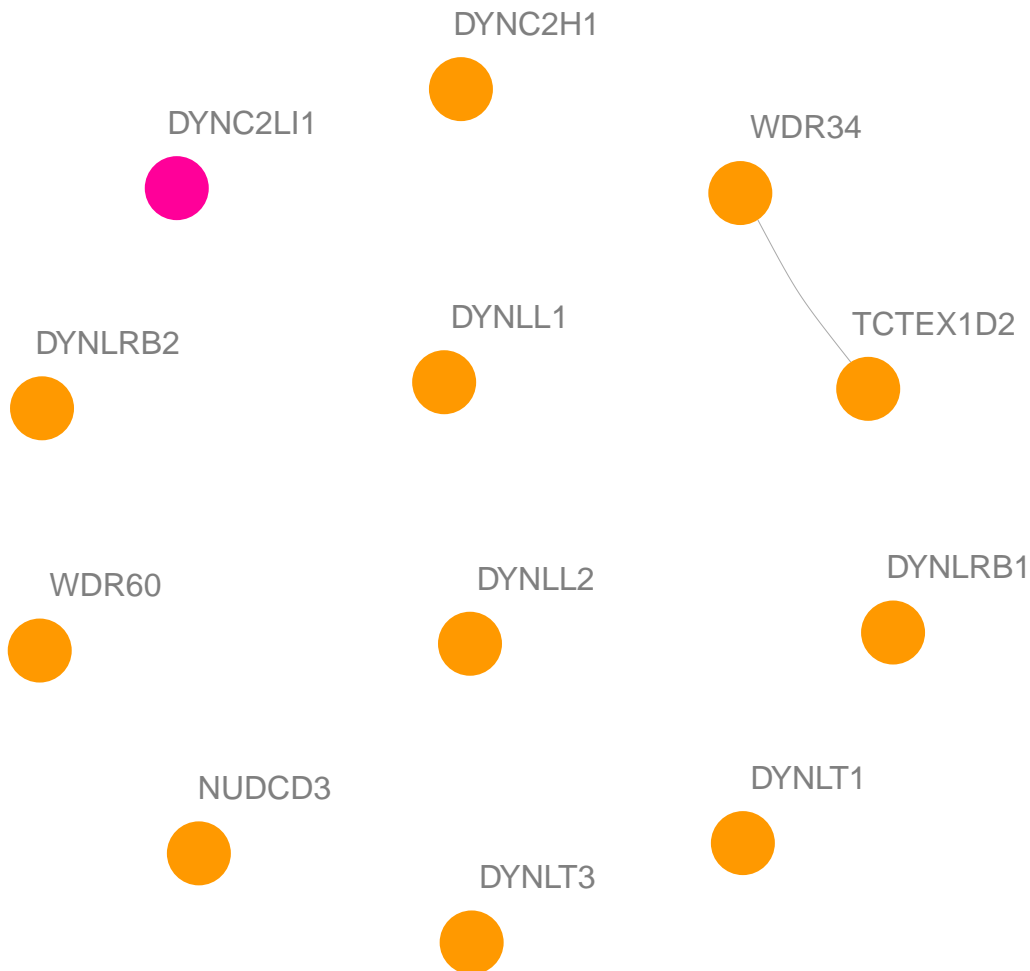 DYNC2H1
DYNC2LI1
WDR34
DYNLL1
TCTEX1D2
DYNLRB2
DYNLRB1
DYNLL2
WDR60
DYNLT1
NUDCD3
DYNLT3